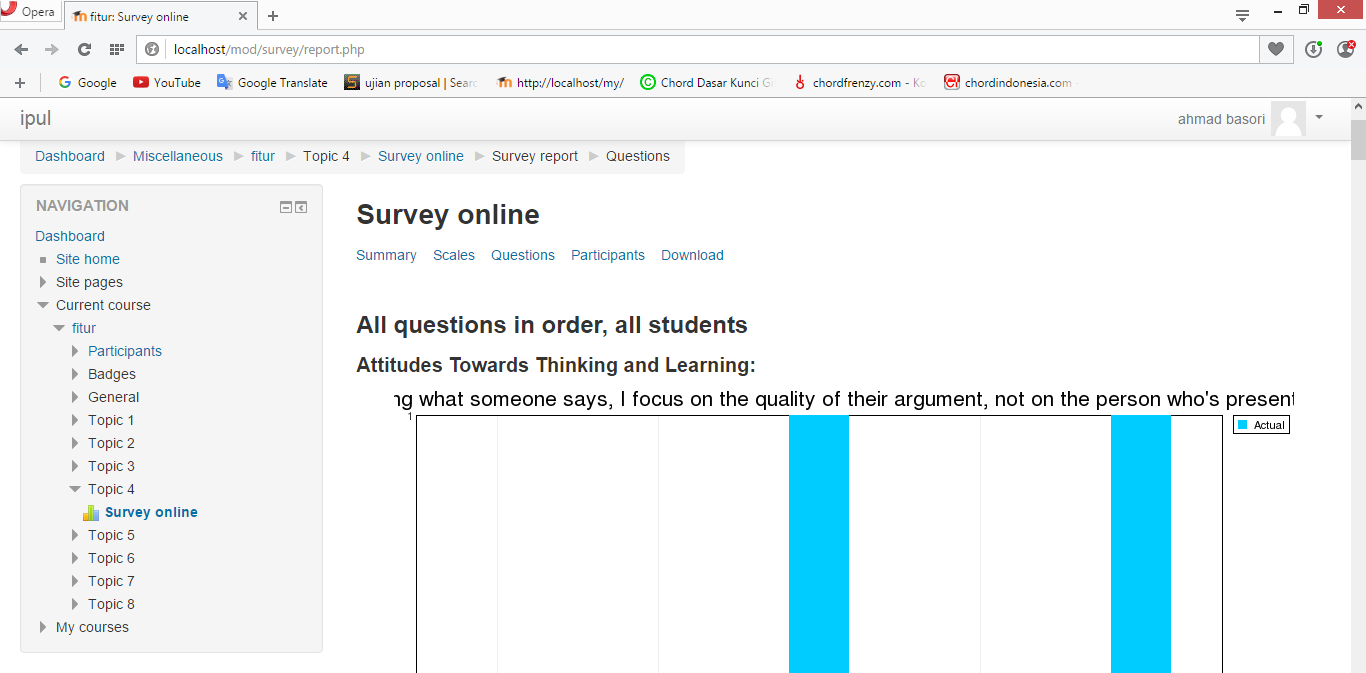 Opera
fitur: Survey online
localhost/mod/survey/report.php
Google YouTube Google Translate ujian proposal | Sear http://localhost/my/ Chord Dasar Kunci G chordfrenzy.com - Ko chordindonesia.com -
ipul
ahmad basori
Dashboard Miscellaneous fitur Topic 4 Survey online Survey report Questions
NAVIGATION
Dashboard
Site home
Site pages
Current course
fitur
Participants
Badges
General
Topic 1
Topic 2
Topic 3
Topic 4
Survey online
Topic 5
Topic 6
Topic 7
Topic 8
My courses
Survey online
Summary Scales Questions Participants Download
All questions in order, all students
Attitudes Towards Thinking and Learning:
ng what someone says, I focus on the quality of their argument, not on the person who's present
1
Actual